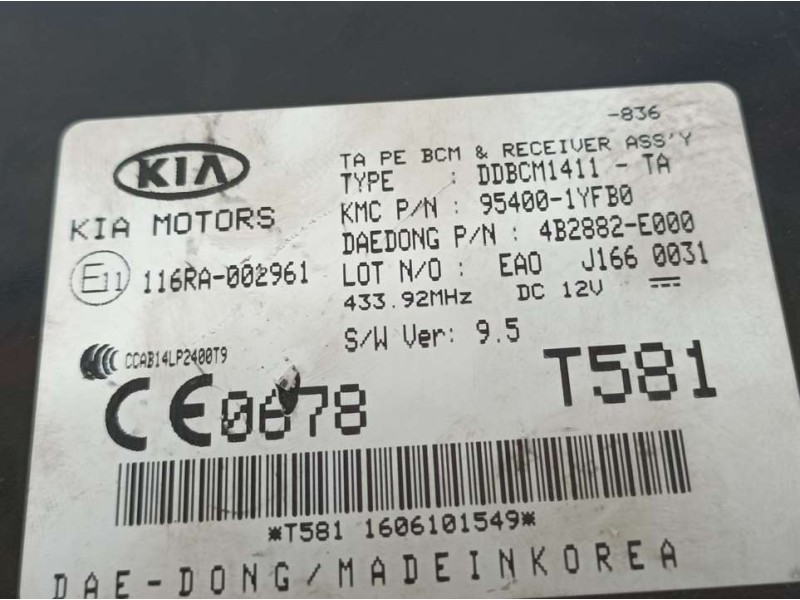 -836
KIA
TA PE BCM & RECEIVER ASS'Y
TYPE : DDBCM1411 - TA
KIA MOTORS
KMC P/N : 95400-1YFB0
DAEDONG P/N : 4B2882-E000
E11 116RA-002961
LOT N/O : EAO J166 0031
433.92MHz DC 12V
S/W Ver: 9.5
CCAB14LP2400T9
CE0678
T581
*T581 1606101549*
DAE-DONG/MADEINKOREA